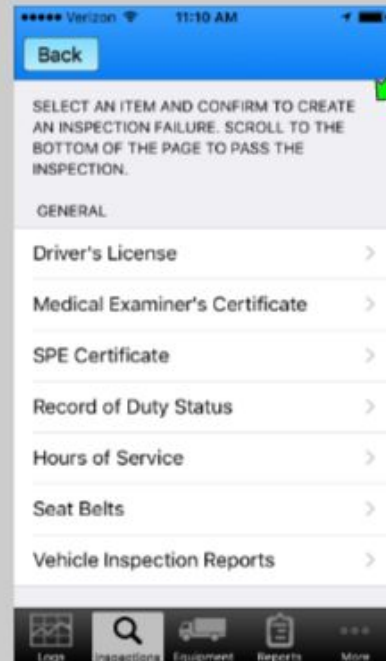 Verizon 11:10 AM
Back
SELECT AN ITEM AND CONFIRM TO CREATE
AN INSPECTION FAILURE. SCROLL TO THE
BOTTOM OF THE PAGE TO PASS THE
INSPECTION.
GENERAL
Driver's License
Medical Examiner's Certificate
SPE Certificate
Record of Duty Status
Hours of Service
Seat Belts
Vehicle Inspection Reports
Logs Inspections Equipment Reports More